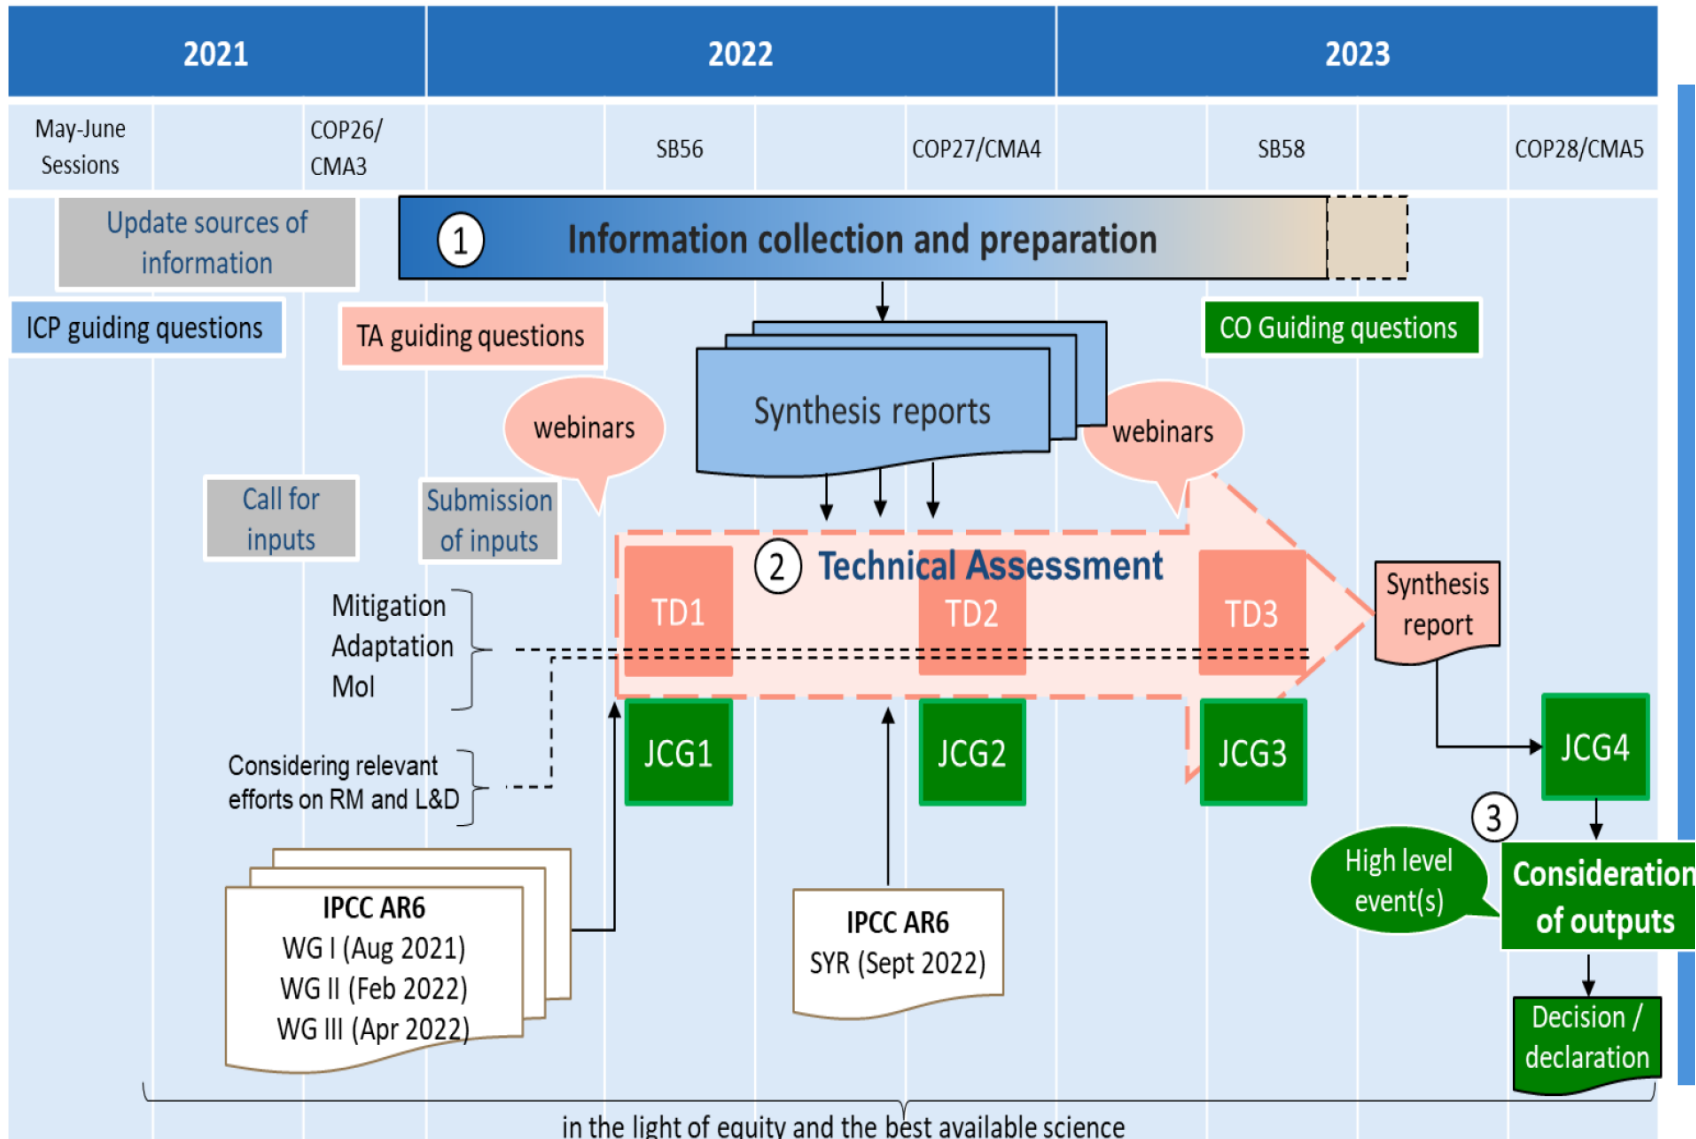 2021
2022
2023
May-June
Sessions
COP26/
CMA3
SB56
COP27/CMA4
SB58
COP28/CMA5
Update sources of
information
1
Information collection and preparation
ICP guiding questions
TA guiding questions
CO Guiding questions
webinars
Synthesis reports
webinars
Call for
inputs
Submission
of inputs
2
Technical Assessment
Mitigation
Adaptation
MoI
TD1
TD2
TD3
Synthesis
report
Considering relevant
efforts on RM and L&D
JCG1
JCG2
JCG3
JCG4
3
High level
event(s)
Consideration
of outputs
IPCC AR6
WG I (Aug 2021)
WG II (Feb 2022)
WG III (Apr 2022)
IPCC AR6
SYR (Sept 2022)
Decision /
declaration
in the light of equity and the best available science